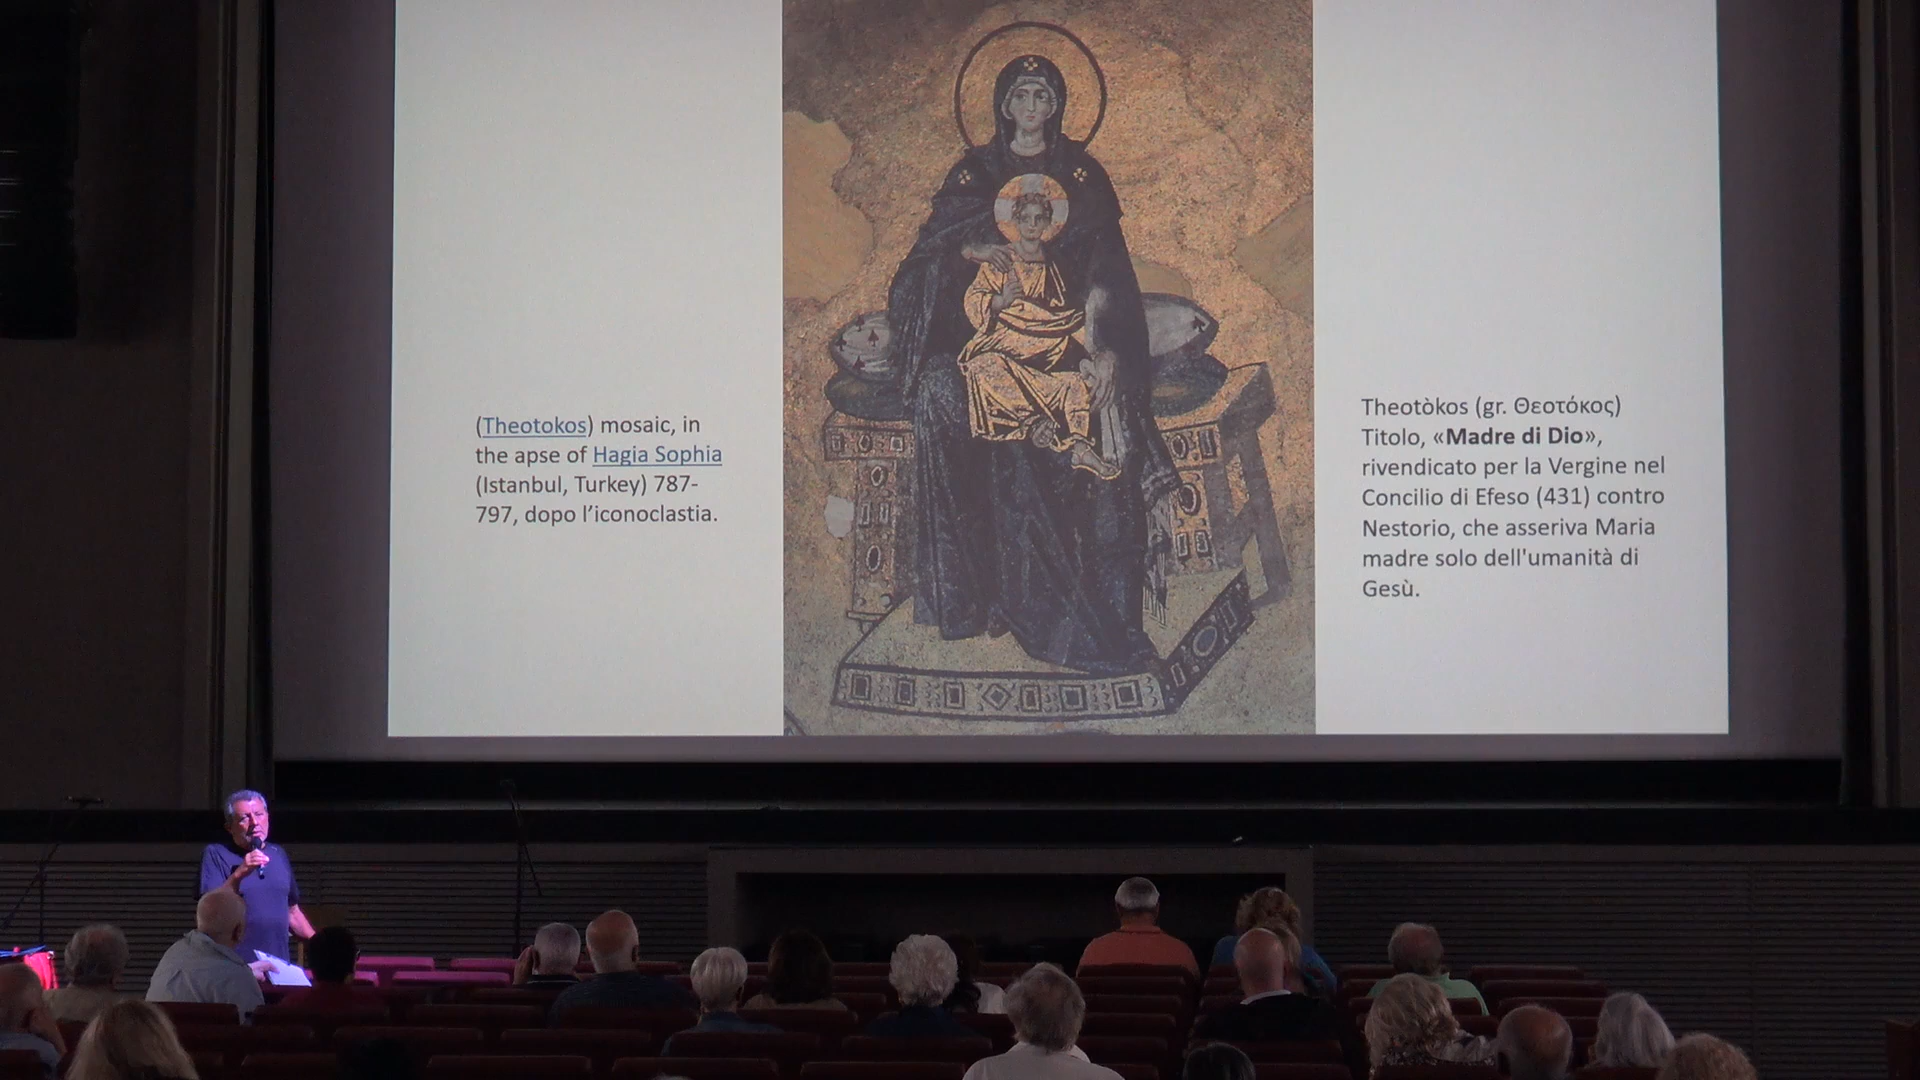 (Theotokos) mosaic, in
the apse of Hagia Sophia
(Istanbul, Turkey) 787-
797, dopo l’iconoclastia.
Theotòkos (gr. Θεοτόκος)
Titolo, «Madre di Dio»,
rivendicato per la Vergine nel
Concilio di Efeso (431) contro
Nestorio, che asseriva Maria
madre solo dell'umanità di
Gesù.